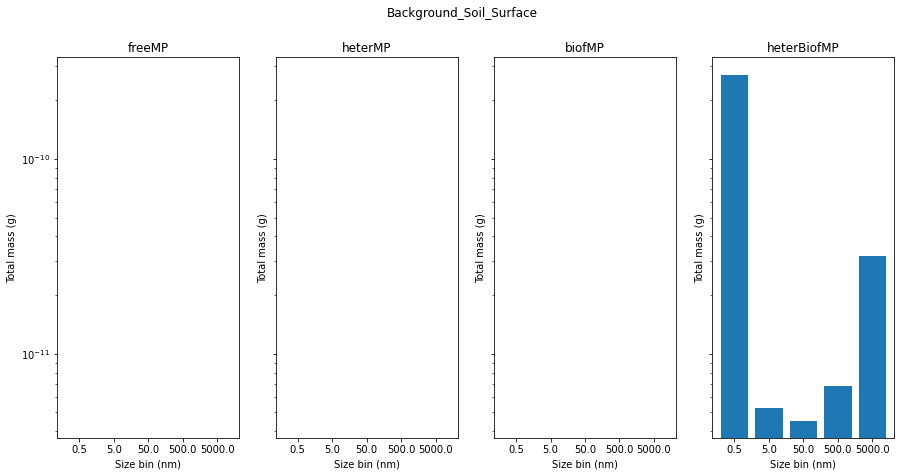 Background_Soil_Surface
freeMP
heterMP
biofMP
heterBiofMP
Total mass (g)
10⁻¹⁰
10⁻¹¹
0.5 5.0 50.0 500.0 5000.0
Size bin (nm)
Total mass (g)
0.5 5.0 50.0 500.0 5000.0
Size bin (nm)
Total mass (g)
0.5 5.0 50.0 500.0 5000.0
Size bin (nm)
Total mass (g)
0.5 5.0 50.0 500.0 5000.0
Size bin (nm)